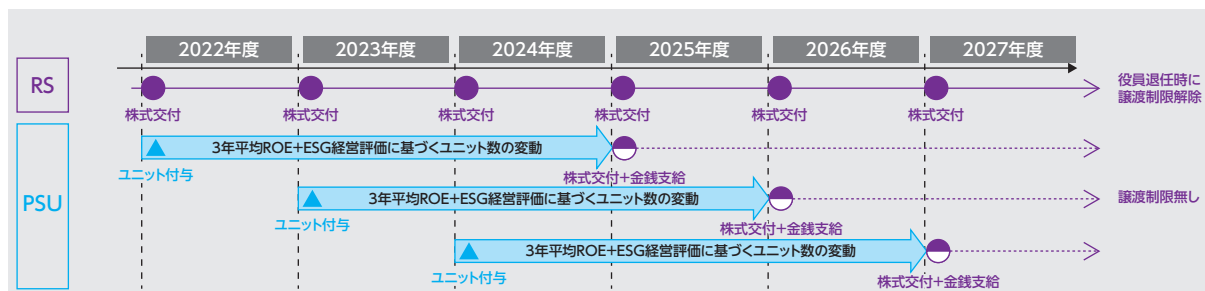 2022年度 2023年度 2024年度 2025年度 2026年度 2027年度
RS
株式交付 株式交付 株式交付 株式交付 株式交付 株式交付
役員退任時に
譲渡制限解除
PSU
3年平均ROE+ESG経営評価に基づくユニット数の変動
ユニット付与
株式交付+金銭支給
3年平均ROE+ESG経営評価に基づくユニット数の変動
譲渡制限無し
ユニット付与
株式交付+金銭支給
3年平均ROE+ESG経営評価に基づくユニット数の変動
ユニット付与
株式交付+金銭支給